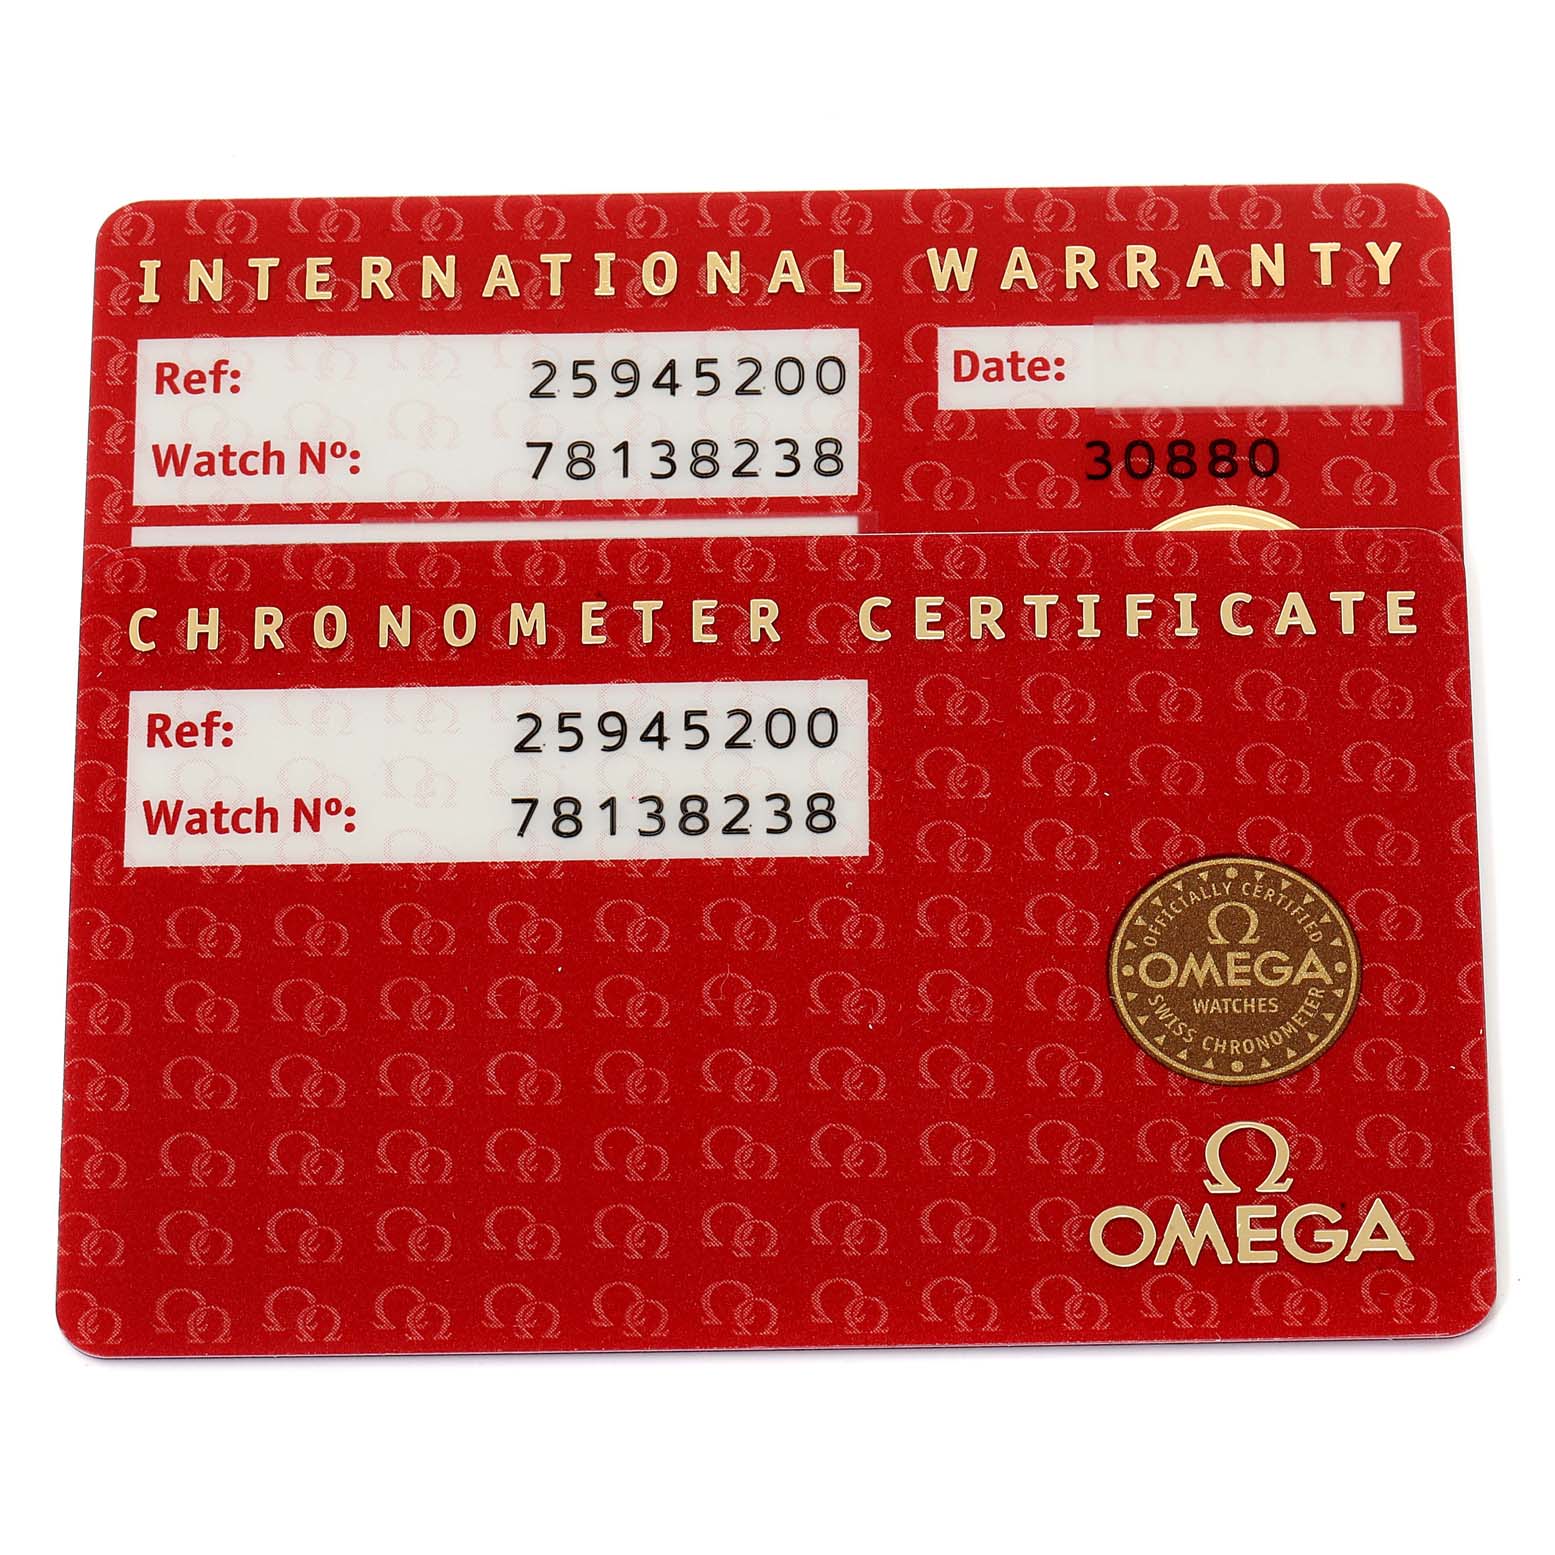 INTERNATIONAL WARRANTY
Ref: 25945200
Date:
Watch Nº: 78138238
30880
CHRONOMETER CERTIFICATE
Ref: 25945200
Watch Nº: 78138238
OFFICIALLY CERTIFIED
Ω
OMEGA
WATCHES
SWISS CHRONOMETER
Ω
OMEGA